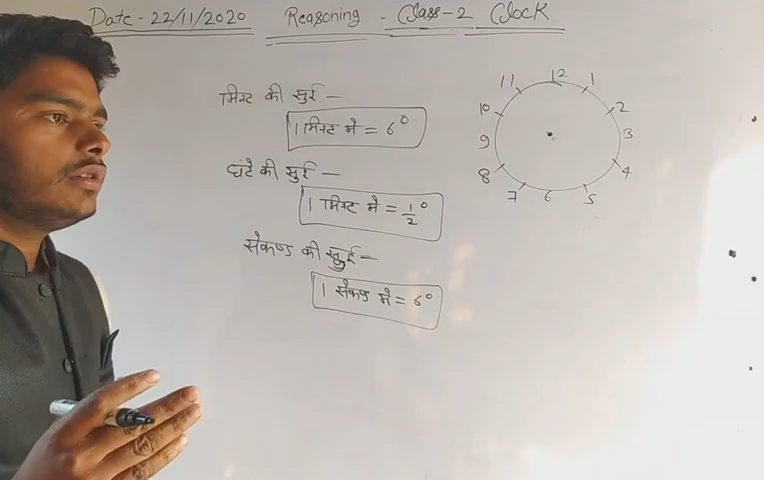 Date - 22/11/2020 Reasoning - Class-2 Clock
मिनट की सुई -
1 मिनट मे = 6°
घंटे की सुई -
1 मिनट मे = 1/2°
सेकण्ड की सुई -
1 सेकण्ड मे = 6°
12
1
2
3
4
5
6
7
8
9
10
11